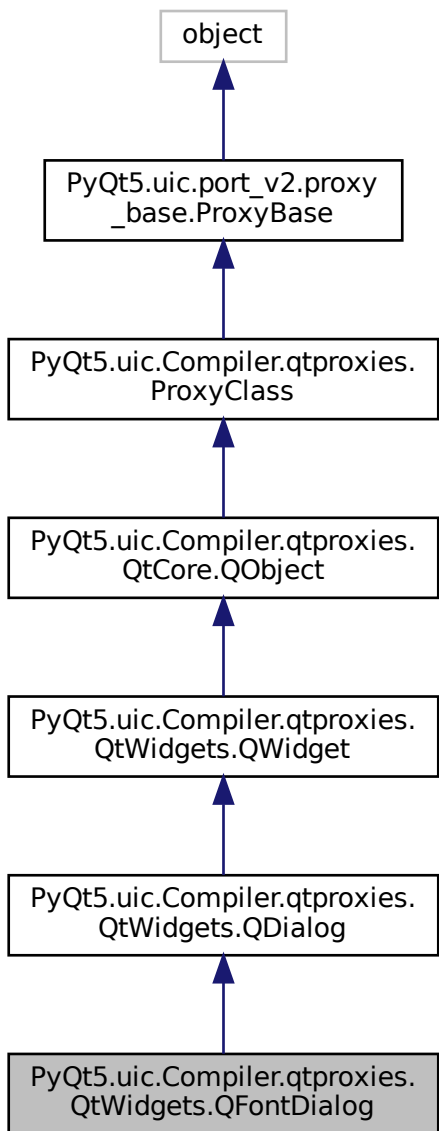 object
PyQt5.uic.port_v2.proxy
_base.ProxyBase
PyQt5.uic.Compiler.qtproxies.
ProxyClass
PyQt5.uic.Compiler.qtproxies.
QtCore.QObject
PyQt5.uic.Compiler.qtproxies.
QtWidgets.QWidget
PyQt5.uic.Compiler.qtproxies.
QtWidgets.QDialog
PyQt5.uic.Compiler.qtproxies.
QtWidgets.QFontDialog